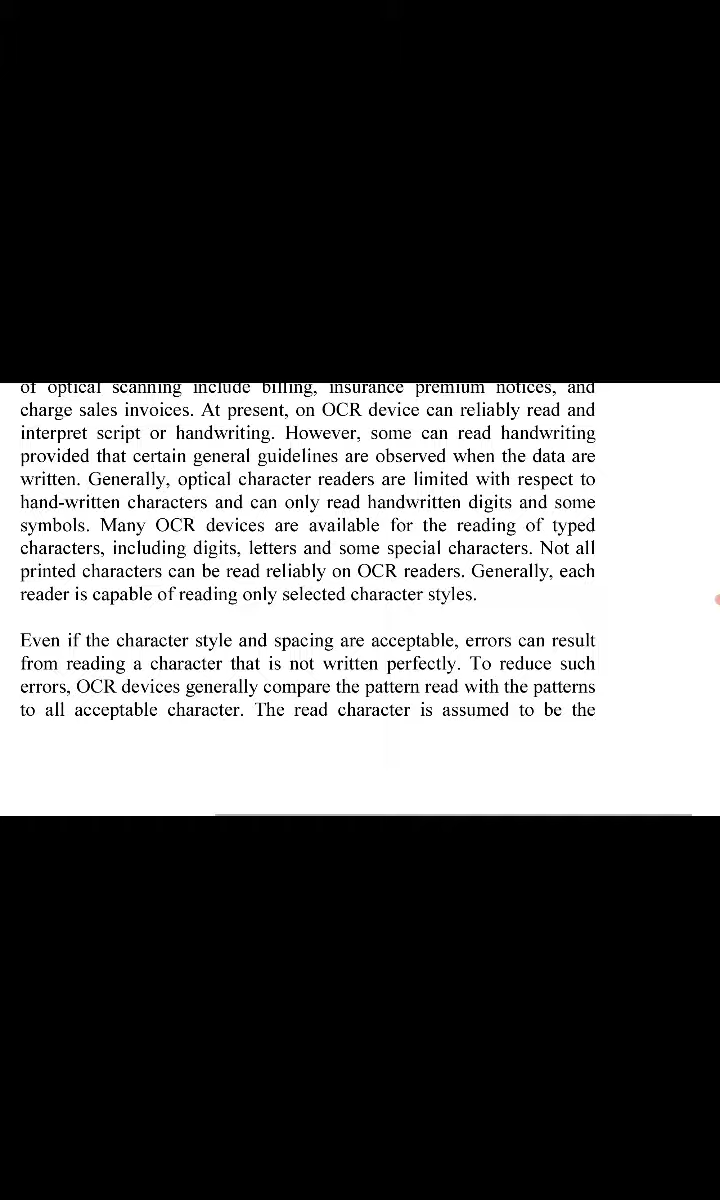 of optical scanning include billing, insurance premium notices, and
charge sales invoices. At present, on OCR device can reliably read and
interpret script or handwriting. However, some can read handwriting
provided that certain general guidelines are observed when the data are
written. Generally, optical character readers are limited with respect to
hand-written characters and can only read handwritten digits and some
symbols. Many OCR devices are available for the reading of typed
characters, including digits, letters and some special characters. Not all
printed characters can be read reliably on OCR readers. Generally, each
reader is capable of reading only selected character styles.
Even if the character style and spacing are acceptable, errors can result
from reading a character that is not written perfectly. To reduce such
errors, OCR devices generally compare the pattern read with the patterns
to all acceptable character. The read character is assumed to be the